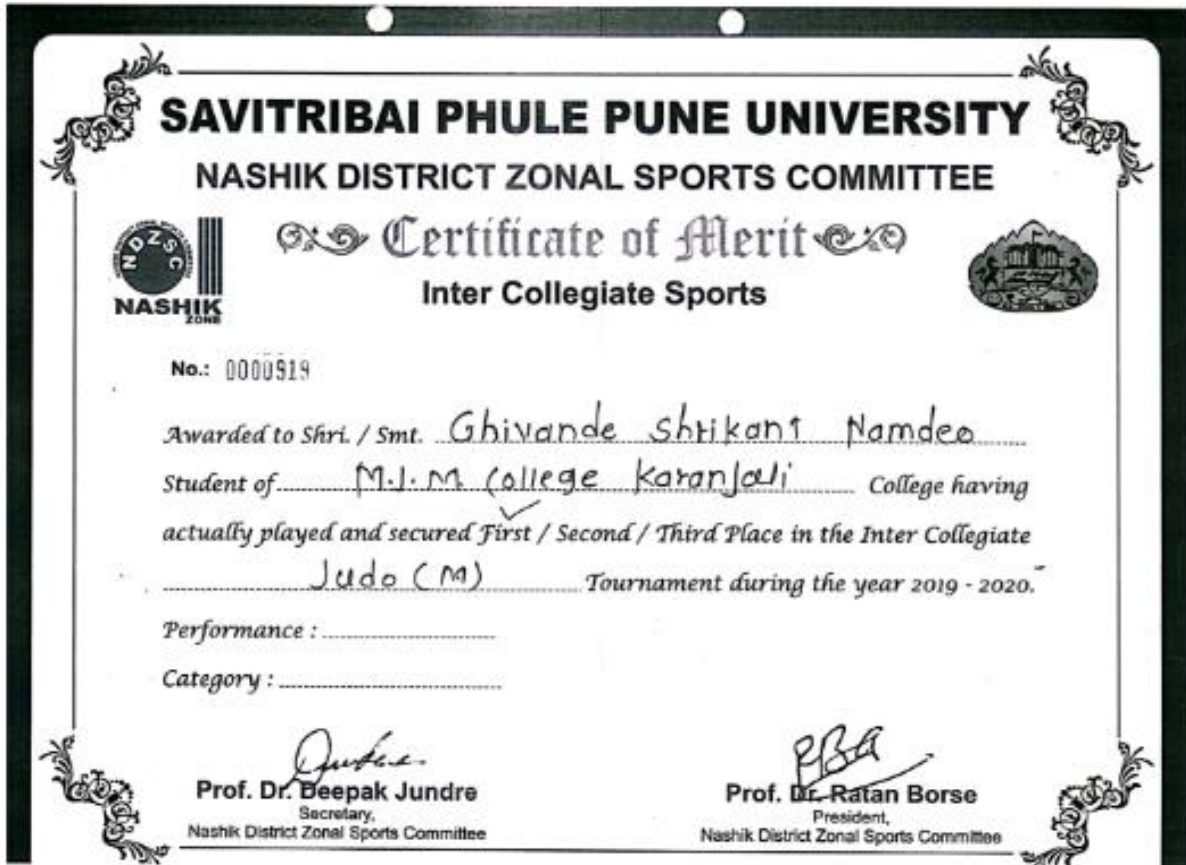 SAVITRIBAI PHULE PUNE UNIVERSITY
NASHIK DISTRICT ZONAL SPORTS COMMITTEE
Certificate of Merit
Inter Collegiate Sports
NDZSC
NASHIK
ZONE
No.: 0000919
Awarded to Shri. / Smt. Ghivande Shrikant Namdeo
Student of M.J.M. College Karanjali College having
actually played and secured First / Second / Third Place in the Inter Collegiate
Judo (M) Tournament during the year 2019 - 2020.
Performance :
Category :
Prof. Dr. Deepak Jundre
Secretary,
Nashik District Zonal Sports Committee
Prof. Dr. Ratan Borse
President,
Nashik District Zonal Sports Committee